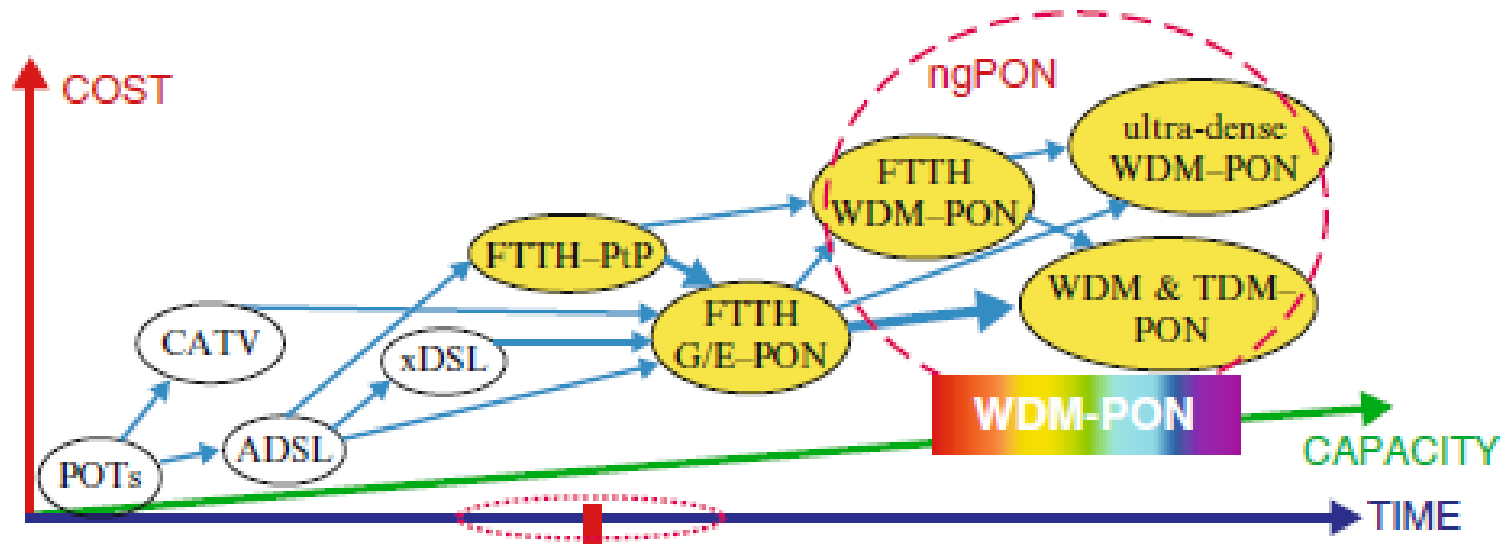 COST
ngPON
ultra-dense
WDM–PON
FTTH
WDM–PON
FTTH–PtP
WDM & TDM–
PON
FTTH
G/E–PON
CATV
xDSL
WDM-PON
ADSL
POTs
CAPACITY
TIME